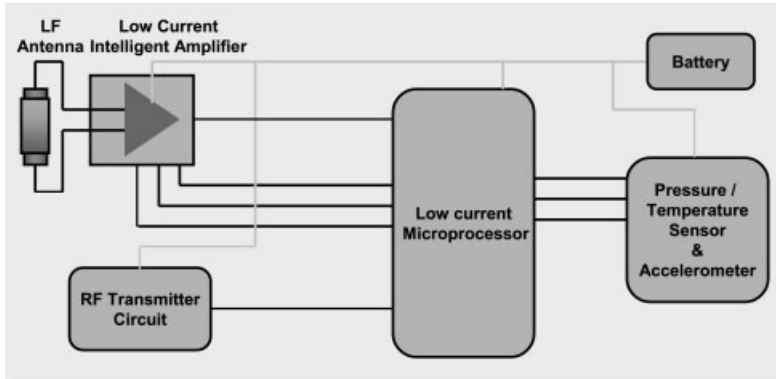 LF
Antenna
Low Current
Intelligent Amplifier
Battery
Low current
Microprocessor
Pressure /
Temperature
Sensor
&
Accelerometer
RF Transmitter
Circuit